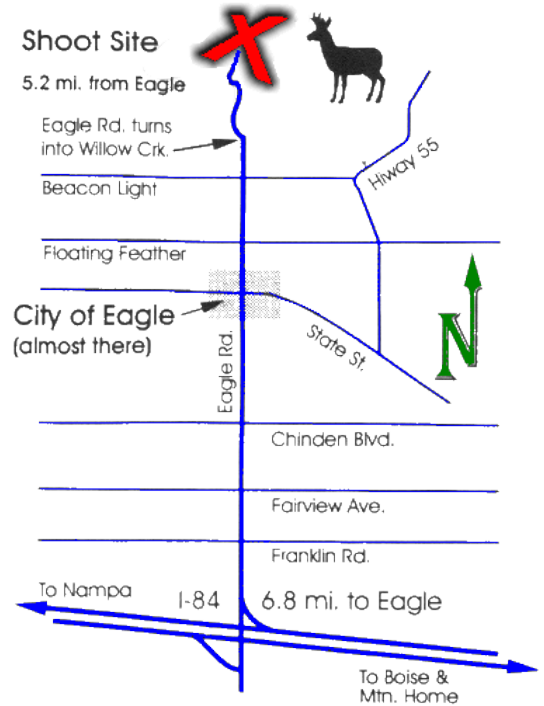 Shoot Site
5.2 mi. from Eagle
Eagle Rd. turns
into Willow Crk.
Hiway 55
Beacon Light
Floating Feather
City of Eagle
(almost there)
State St.
N
Eagle Rd.
Chinden Blvd.
Fairview Ave.
Franklin Rd.
To Nampa
I-84
6.8 mi. to Eagle
To Boise &
Mtn. Home